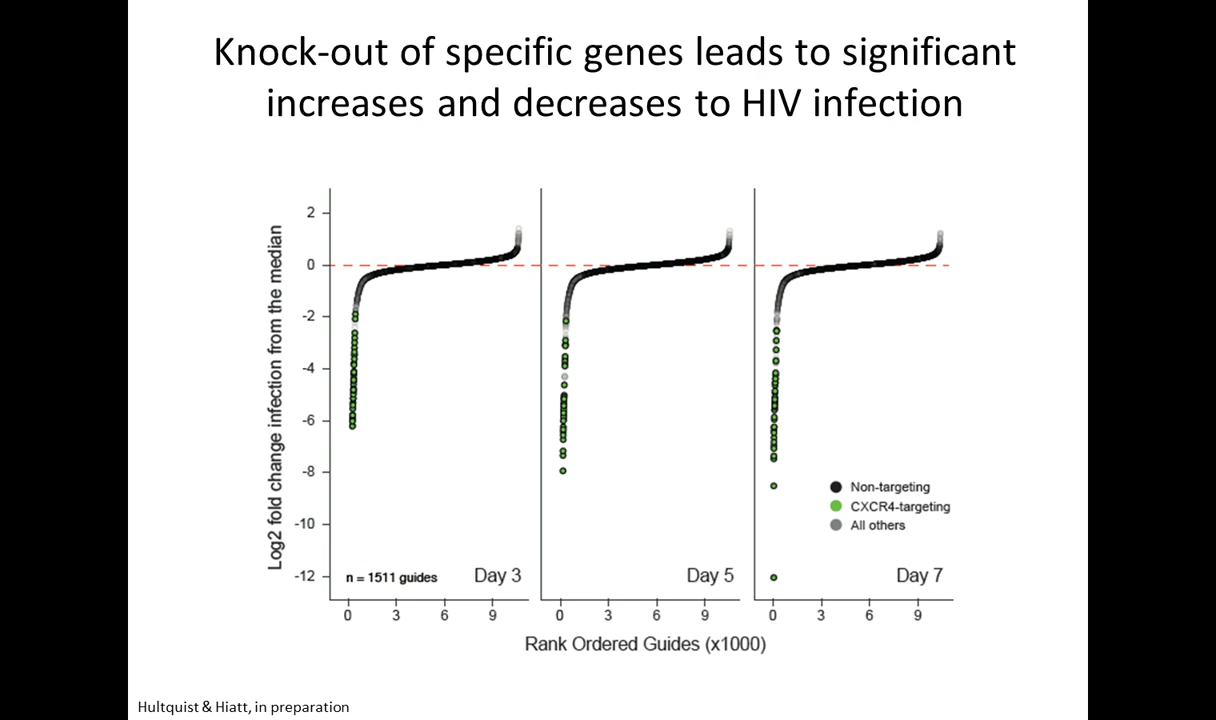 Knock-out of specific genes leads to significant
increases and decreases to HIV infection
Log2 fold change infection from the median
2
0
-2
-4
-6
-8
-10
-12
n = 1511 guides
Day 3
Day 5
Day 7
Non-targeting
CXCR4-targeting
All others
0 3 6 9
0 3 6 9
0 3 6 9
Rank Ordered Guides (x1000)
Hultquist & Hiatt, in preparation